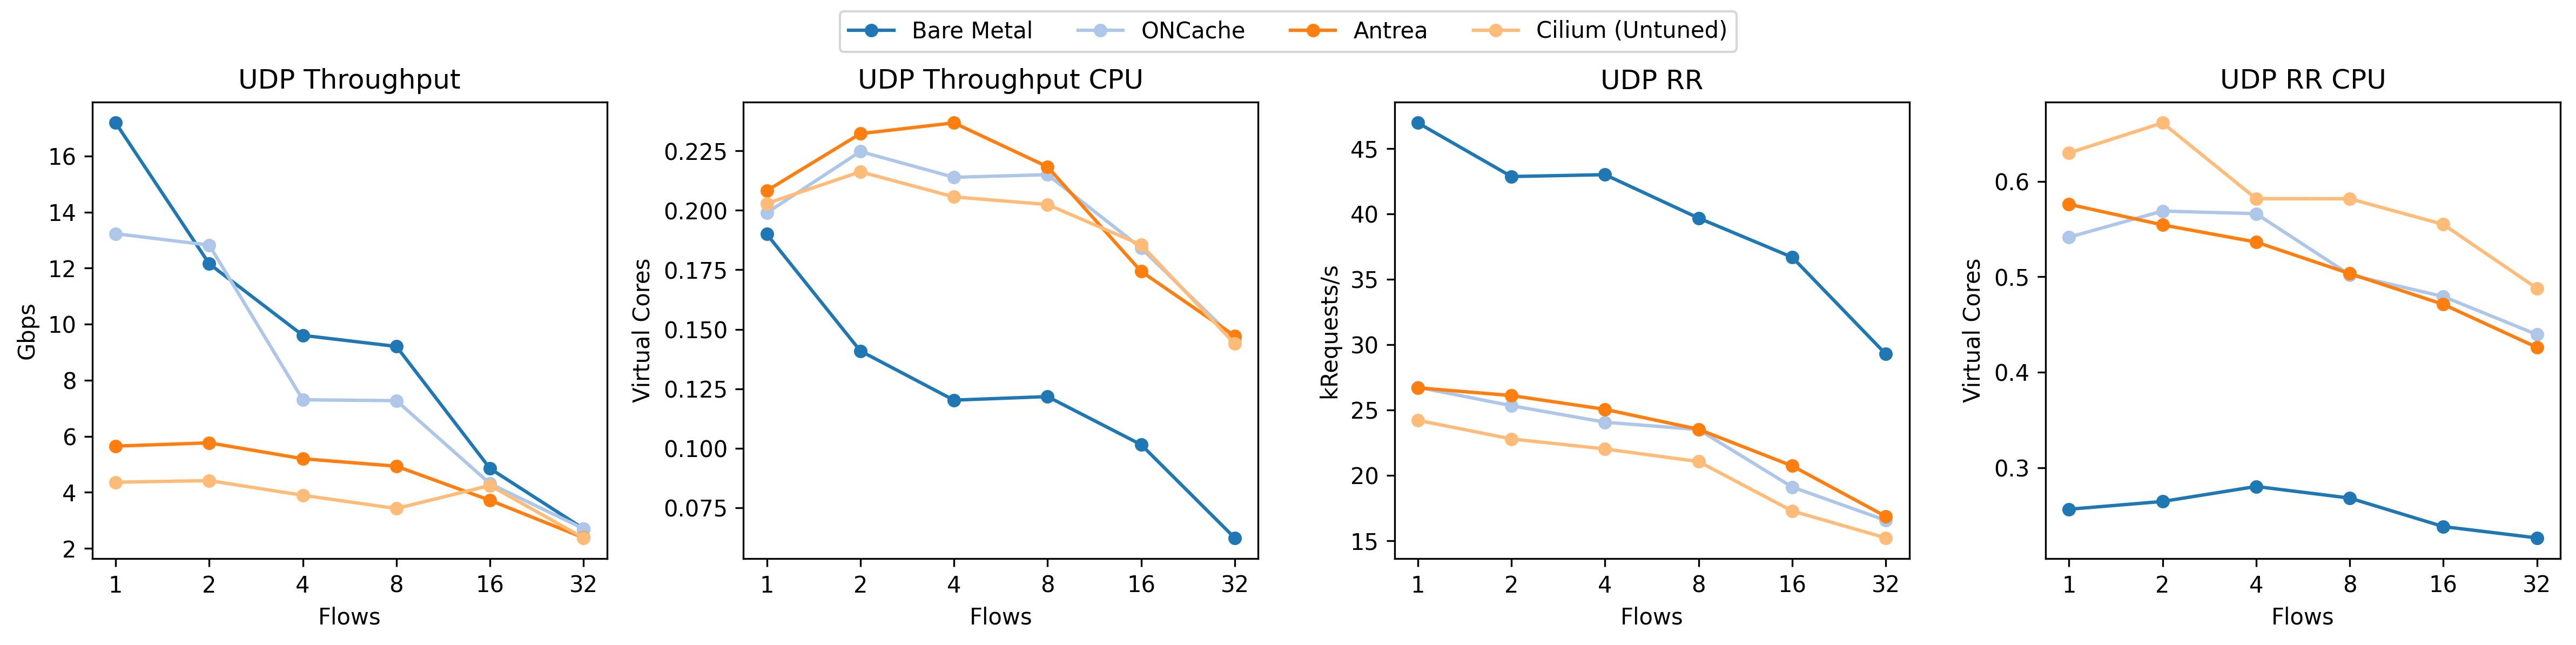 Bare Metal ONCache Antrea Cilium (Untuned)
UDP Throughput
16
14
12
10
8
6
4
2
Gbps
1 2 4 8 16 32
Flows
UDP Throughput CPU
0.225
0.200
0.175
0.150
0.125
0.100
0.075
Virtual Cores
1 2 4 8 16 32
Flows
UDP RR
45
40
35
30
25
20
15
kRequests/s
1 2 4 8 16 32
Flows
UDP RR CPU
0.6
0.5
0.4
0.3
Virtual Cores
1 2 4 8 16 32
Flows